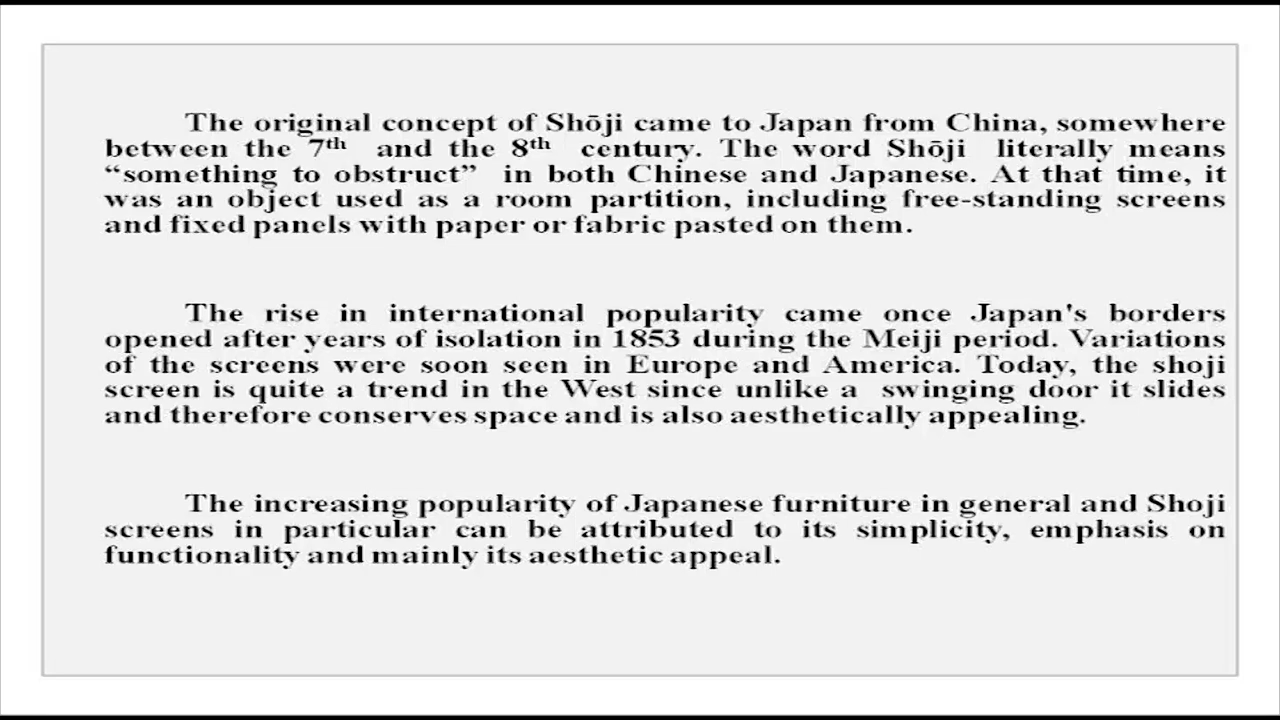 The original concept of Shōji came to Japan from China, somewhere
between the 7th and the 8th century. The word Shōji literally means
“something to obstruct” in both Chinese and Japanese. At that time, it
was an object used as a room partition, including free-standing screens
and fixed panels with paper or fabric pasted on them.
The rise in international popularity came once Japan's borders
opened after years of isolation in 1853 during the Meiji period. Variations
of the screens were soon seen in Europe and America. Today, the shoji
screen is quite a trend in the West since unlike a swinging door it slides
and therefore conserves space and is also aesthetically appealing.
The increasing popularity of Japanese furniture in general and Shoji
screens in particular can be attributed to its simplicity, emphasis on
functionality and mainly its aesthetic appeal.